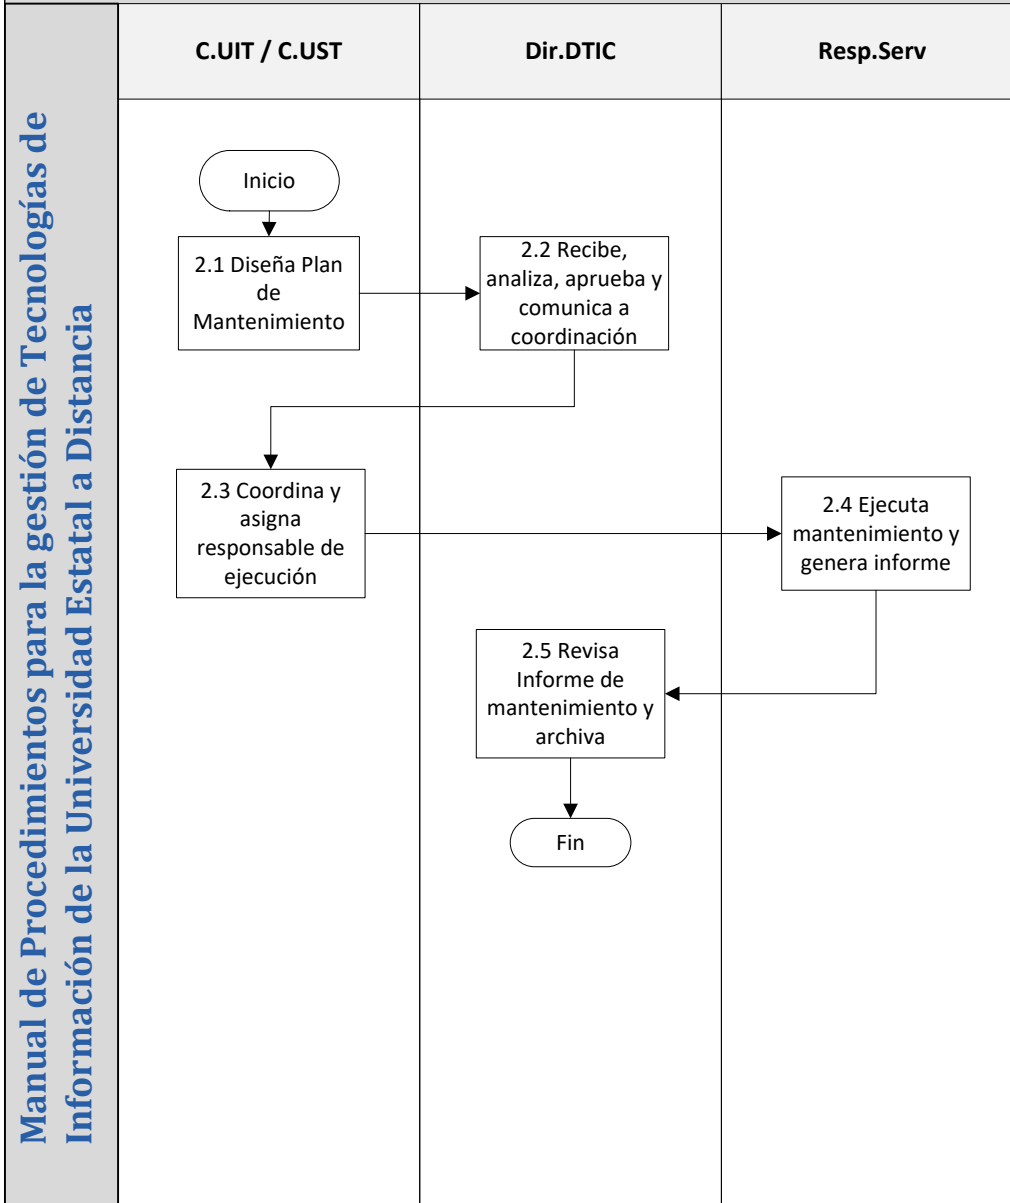 Manual de Procedimientos para la gestión de Tecnologías de
Información de la Universidad Estatal a Distancia
C.UIT / C.UST
Dir.DTIC
Resp.Serv
Inicio
2.1 Diseña Plan
de
Mantenimiento
2.2 Recibe,
analiza, aprueba y
comunica a
coordinación
2.3 Coordina y
asigna
responsable de
ejecución
2.4 Ejecuta
mantenimiento y
genera informe
2.5 Revisa
Informe de
mantenimiento y
archiva
Fin